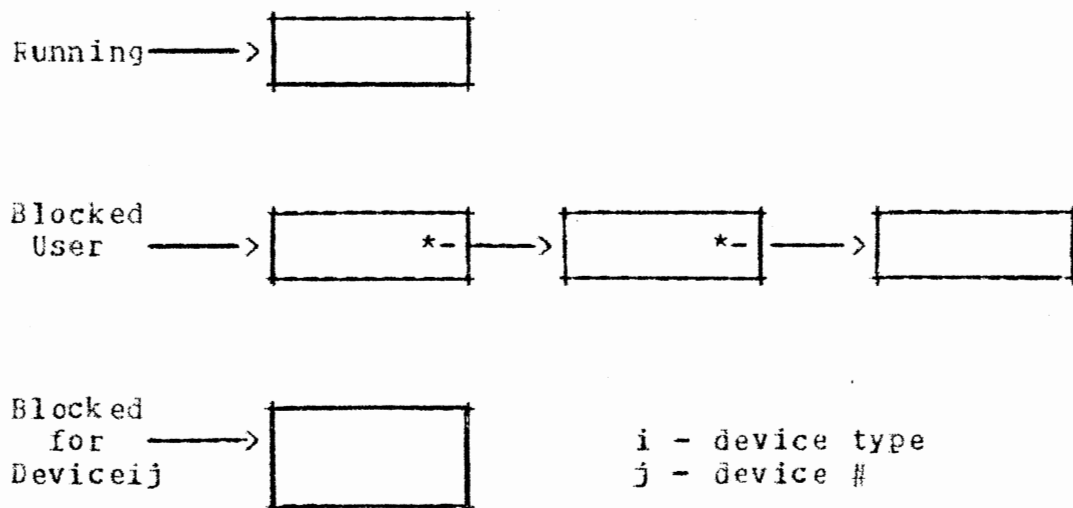 Running
Blocked
User
*-
*-
Blocked
for
Deviceij
i - device type
j - device #